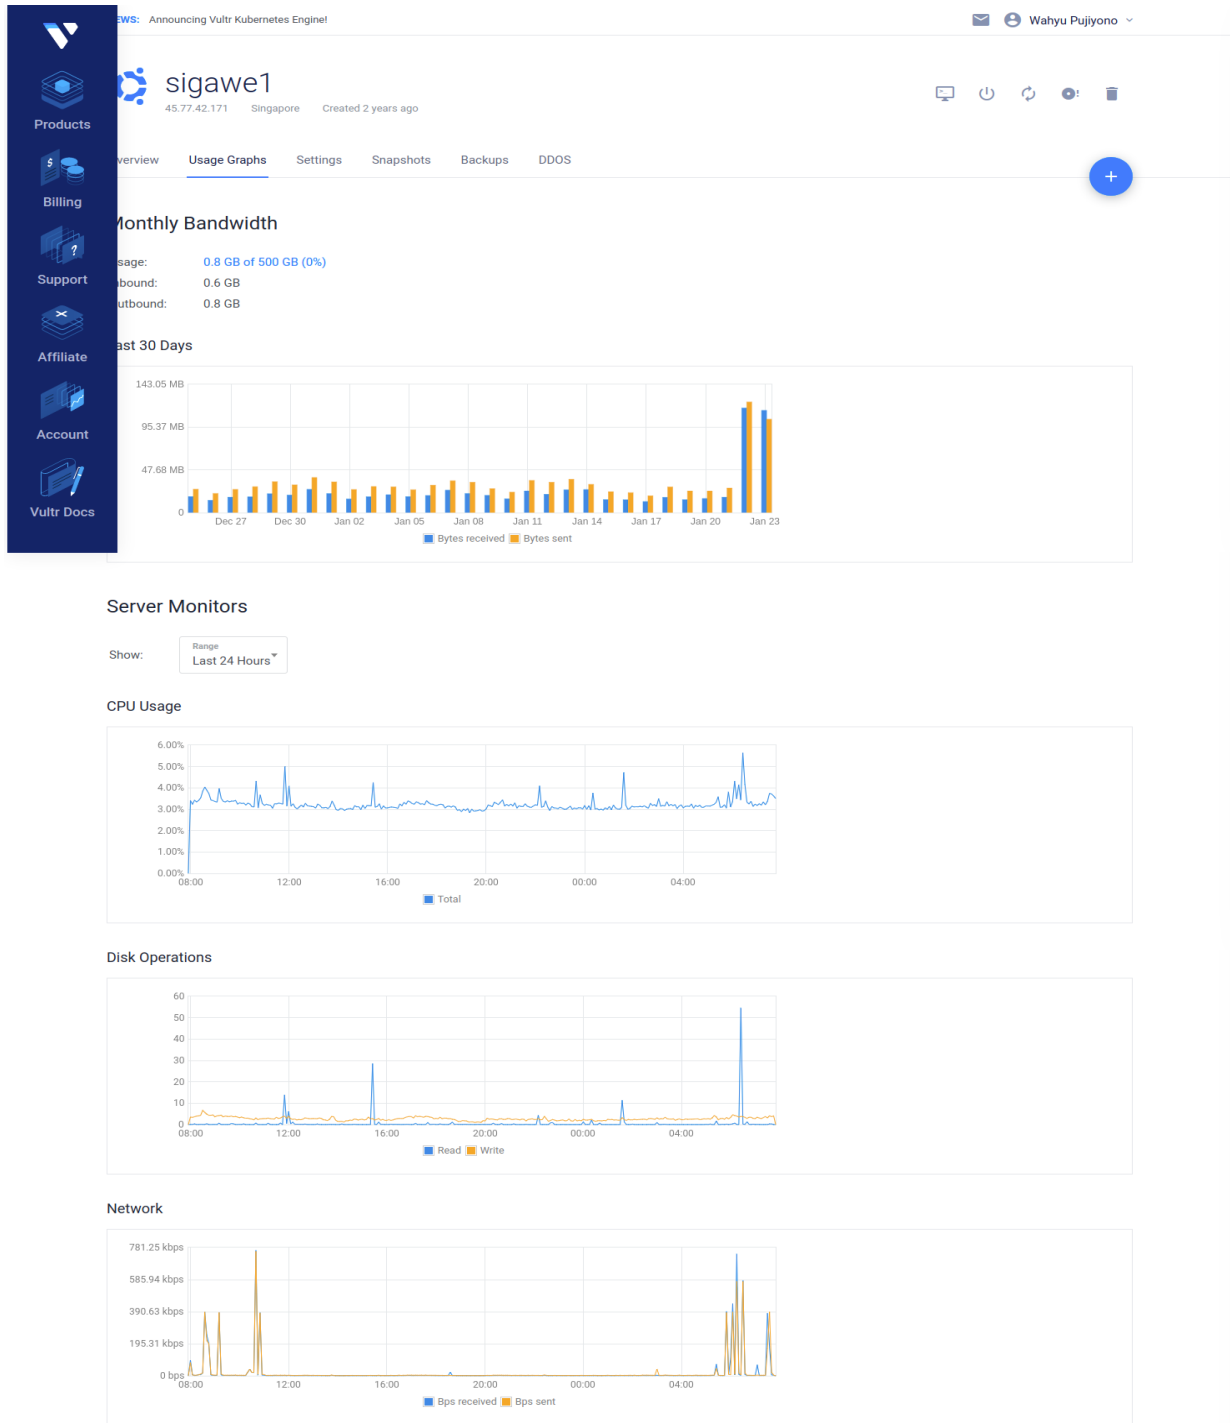 EWS: Announcing Vultr Kubernetes Engine!
Wahyu Pujiyono
sigawe1
45.77.42.171 Singapore Created 2 years ago
Products
Billing
Support
Affiliate
Account
Vultr Docs
verview Usage Graphs Settings Snapshots Backups DDOS
+
Monthly Bandwidth
sage: 0.8 GB of 500 GB (0%)
bound: 0.6 GB
utbound: 0.8 GB
ast 30 Days
143.05 MB
95.37 MB
47.68 MB
0
Dec 27 Dec 30 Jan 02 Jan 05 Jan 08 Jan 11 Jan 14 Jan 17 Jan 20 Jan 23
Bytes received Bytes sent
Server Monitors
Show:
Range
Last 24 Hours
CPU Usage
6.00%
5.00%
4.00%
3.00%
2.00%
1.00%
0.00%
08:00 12:00 16:00 20:00 00:00 04:00
Total
Disk Operations
60
50
40
30
20
10
0
08:00 12:00 16:00 20:00 00:00 04:00
Read Write
Network
781.25 kbps
585.94 kbps
390.63 kbps
195.31 kbps
0 bps
08:00 12:00 16:00 20:00 00:00 04:00
Bps received Bps sent